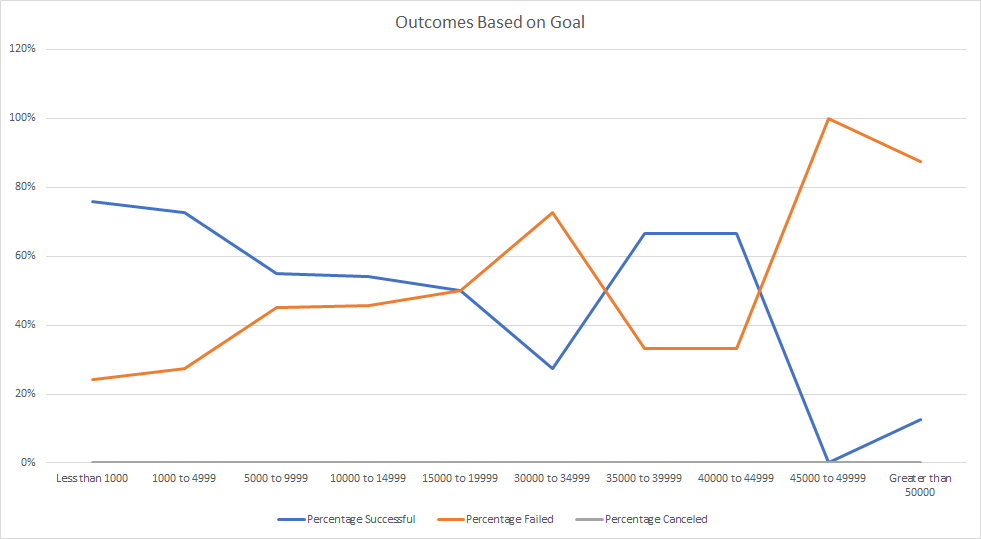 Outcomes Based on Goal
120%
100%
80%
60%
40%
20%
0%
Less than 1000 1000 to 4999 5000 to 9999 10000 to 14999 15000 to 19999 30000 to 34999 35000 to 39999 40000 to 44999 45000 to 49999 Greater than
50000
Percentage Successful Percentage Failed Percentage Canceled